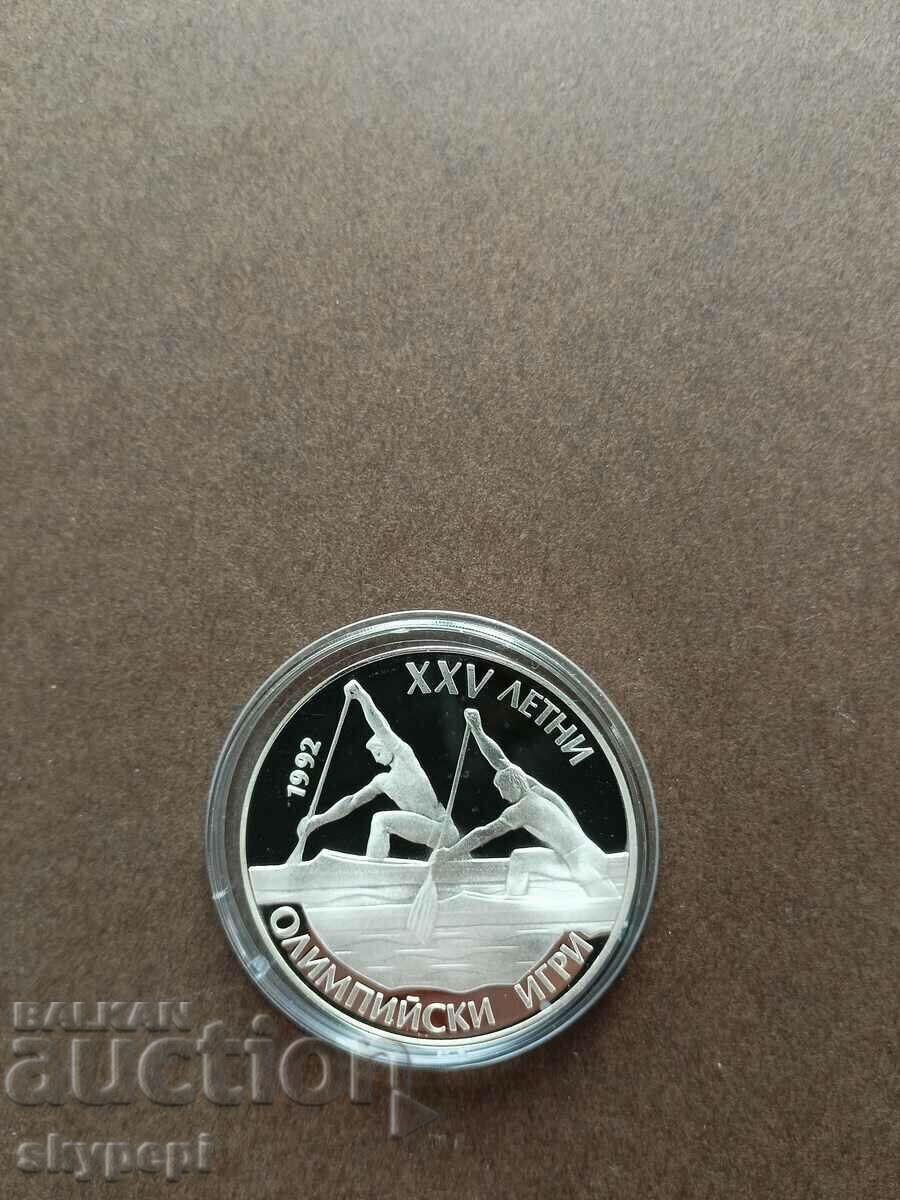 XXV ЛЕТНИ
1992
ОЛИМПИЙСКИ ИГРИ
BALKAN
auction
skypepi